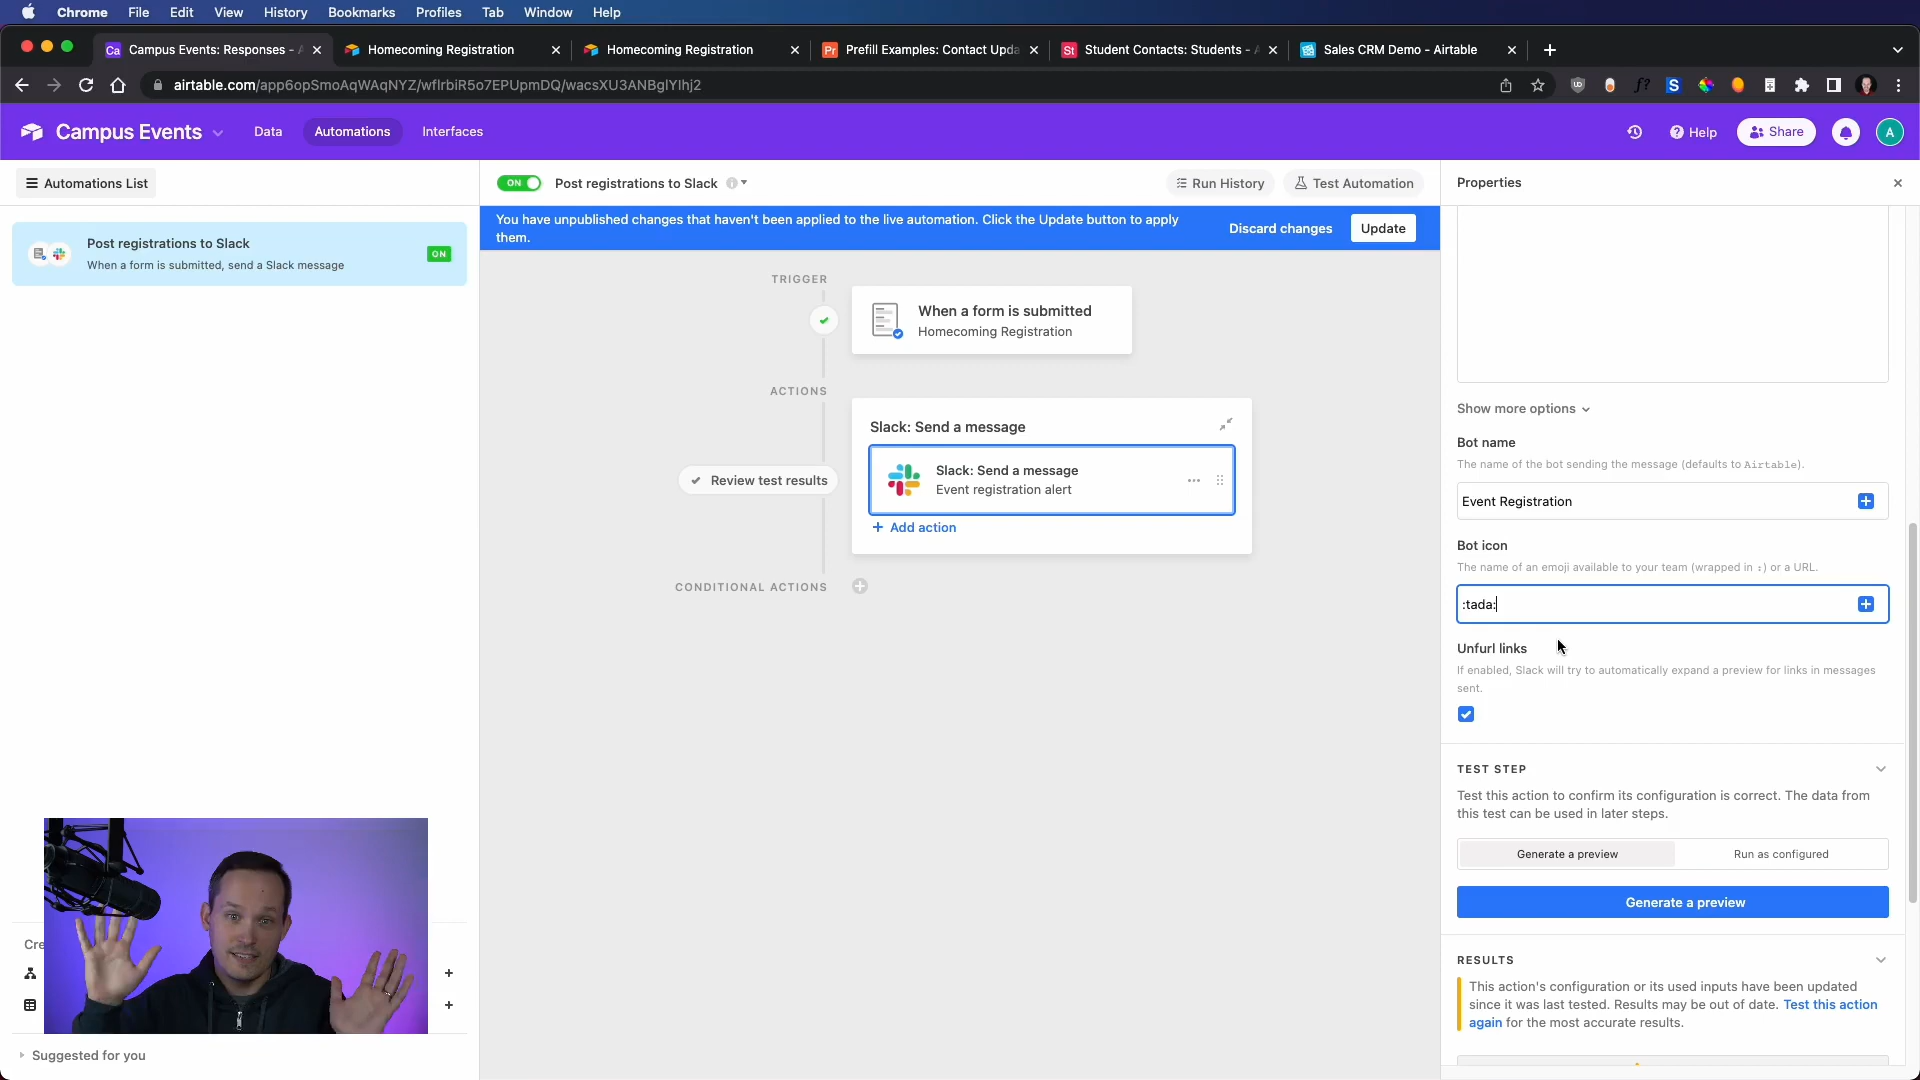 Chrome File Edit View History Bookmarks Profiles Tab Window Help
Ca Campus Events: Responses - A
Homecoming Registration
Homecoming Registration
Pr Prefill Examples: Contact Upda
St Student Contacts: Students - A
Sales CRM Demo - Airtable
airtable.com/app6opSmoAqWAqNYZ/wflrbiR5o7EPUpmDQ/wacsXU3ANBglYIhj2
Campus Events Data Automations Interfaces Help Share A
Automations List
ON Post registrations to Slack Run History Test Automation
Properties
You have unpublished changes that haven't been applied to the live automation. Click the Update button to apply
them.
Discard changes Update
Post registrations to Slack
When a form is submitted, send a Slack message
ON
TRIGGER
When a form is submitted
Homecoming Registration
ACTIONS
Slack: Send a message
Review test results
Slack: Send a message
Event registration alert
+ Add action
CONDITIONAL ACTIONS
Show more options
Bot name
The name of the bot sending the message (defaults to Airtable).
Event Registration
Bot icon
The name of an emoji available to your team (wrapped in :) or a URL.
:tada:
Unfurl links
If enabled, Slack will try to automatically expand a preview for links in messages
sent.
TEST STEP
Test this action to confirm its configuration is correct. The data from
this test can be used in later steps.
Generate a preview Run as configured
Generate a preview
RESULTS
This action's configuration or its used inputs have been updated
since it was last tested. Results may be out of date. Test this action
again for the most accurate results.
Cre
Suggested for you